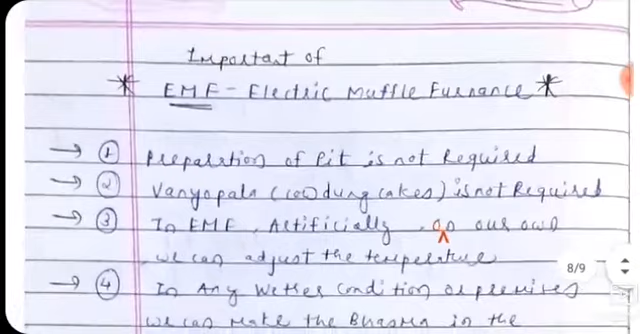 Important of
* EMF - Electric Muffle Furnance *
→ ① Preparation of Pit is not Required
→ ② Vanyopala (cow dung cakes) is not Required
→ ③ In EMF, Artificially, on our own
we can adjust the temperature
→ ④ In Any Wether condition or premises
we can make the Bhasma in the
8/9